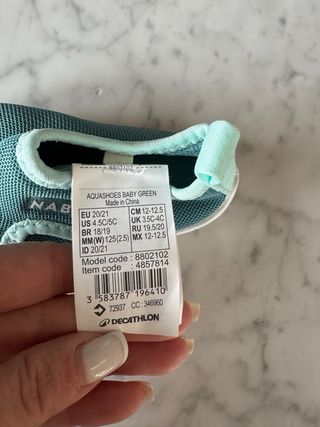 8803102
AQUASHOES BABY GREEN
Made in China
EU 20/21 CM 12-12.5
US 4.5C/5C UK 3.5C-4C
BR 18/19 RU 19.5/20
MM(W)125(2.5) MX 12-12.5
ID 20/21
Model code : 8802102
Item code : 4857814
3 583787 196410
72937 CC : 346960
DECATHLON
NAB